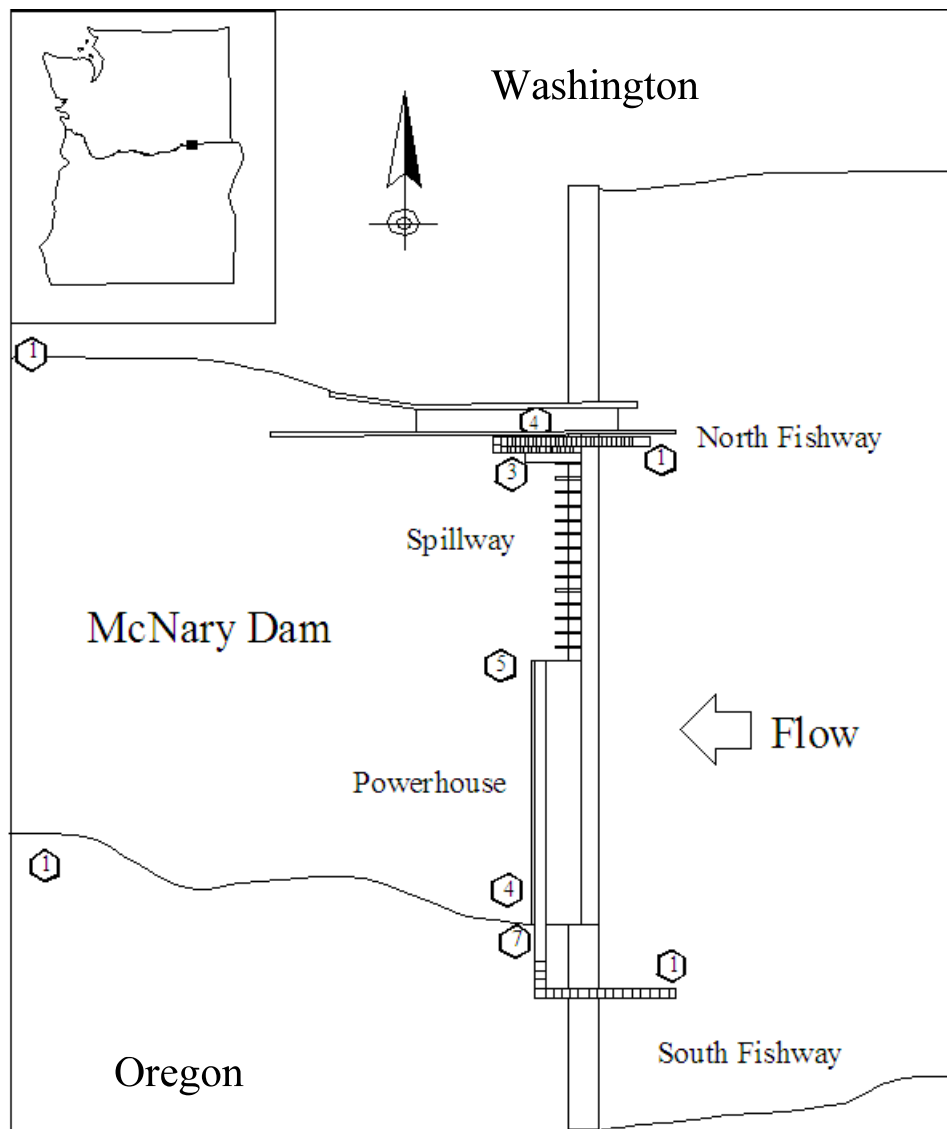 Washington
1
4
North Fishway
1
3
Spillway
McNary Dam
5
Flow
Powerhouse
1
4
7
1
South Fishway
Oregon